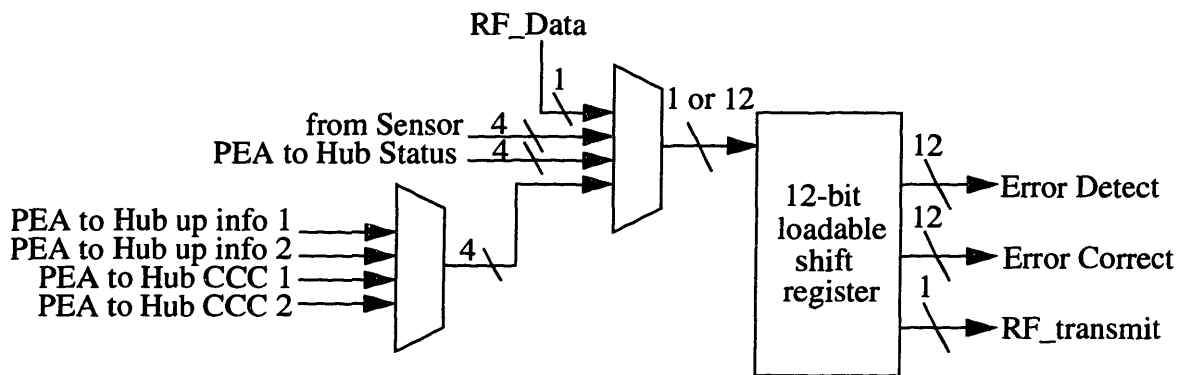 RF_Data
1
1 or 12
from Sensor 4
PEA to Hub Status 4
12
Error Detect
PEA to Hub up info 1
PEA to Hub up info 2
PEA to Hub CCC 1
PEA to Hub CCC 2
4
12-bit
loadable
shift
register
12
Error Correct
1
RF_transmit